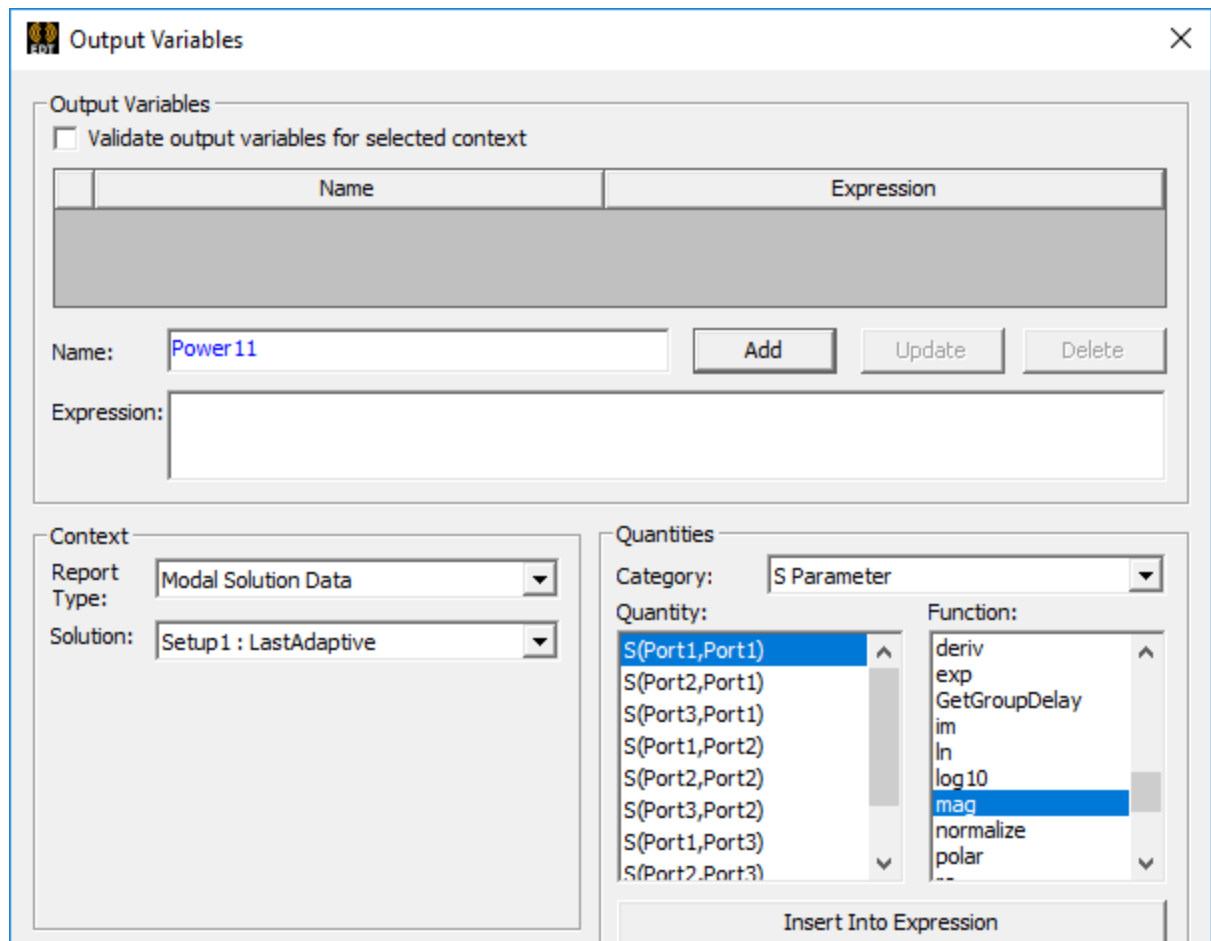 EDT
Output Variables
Output Variables
Validate output variables for selected context
Name Expression
Name: Power11 Add Update Delete
Expression:
Context
Report Type: Modal Solution Data
Solution: Setup1 : LastAdaptive
Quantities
Category: S Parameter
Quantity:
S(Port1,Port1)
S(Port2,Port1)
S(Port3,Port1)
S(Port1,Port2)
S(Port2,Port2)
S(Port3,Port2)
S(Port1,Port3)
S(Port2,Port3)
Function:
deriv
exp
GetGroupDelay
im
ln
log10
mag
normalize
polar
Insert Into Expression